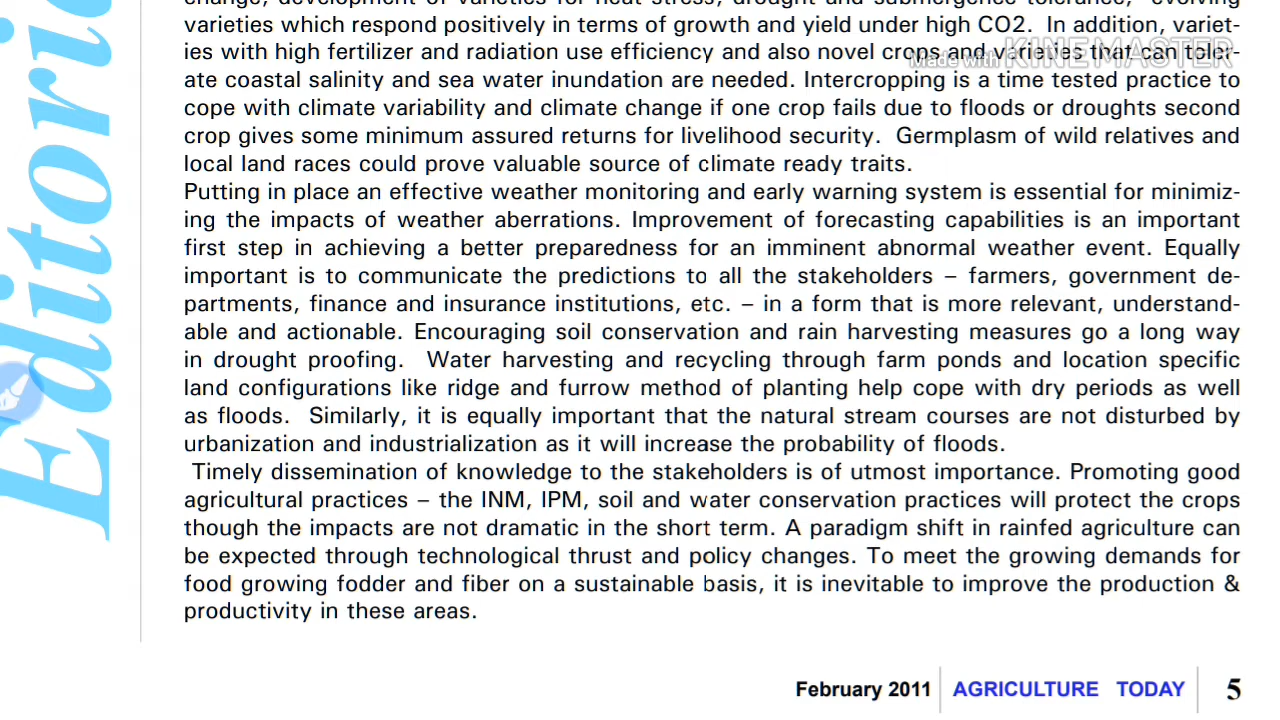 Editori
change, development of varieties for heat stress, drought and submergence tolerance, evolving
varieties which respond positively in terms of growth and yield under high CO2. In addition, variet-
ies with high fertilizer and radiation use efficiency and also novel crops and varieties that can toler-
Made with KINEMASTER
ate coastal salinity and sea water inundation are needed. Intercropping is a time tested practice to
cope with climate variability and climate change if one crop fails due to floods or droughts second
crop gives some minimum assured returns for livelihood security. Germplasm of wild relatives and
local land races could prove valuable source of climate ready traits.
Putting in place an effective weather monitoring and early warning system is essential for minimiz-
ing the impacts of weather aberrations. Improvement of forecasting capabilities is an important
first step in achieving a better preparedness for an imminent abnormal weather event. Equally
important is to communicate the predictions to all the stakeholders – farmers, government de-
partments, finance and insurance institutions, etc. – in a form that is more relevant, understand-
able and actionable. Encouraging soil conservation and rain harvesting measures go a long way
in drought proofing. Water harvesting and recycling through farm ponds and location specific
land configurations like ridge and furrow method of planting help cope with dry periods as well
as floods. Similarly, it is equally important that the natural stream courses are not disturbed by
urbanization and industrialization as it will increase the probability of floods.
Timely dissemination of knowledge to the stakeholders is of utmost importance. Promoting good
agricultural practices – the INM, IPM, soil and water conservation practices will protect the crops
though the impacts are not dramatic in the short term. A paradigm shift in rainfed agriculture can
be expected through technological thrust and policy changes. To meet the growing demands for
food growing fodder and fiber on a sustainable basis, it is inevitable to improve the production &
productivity in these areas.
February 2011 AGRICULTURE TODAY 5